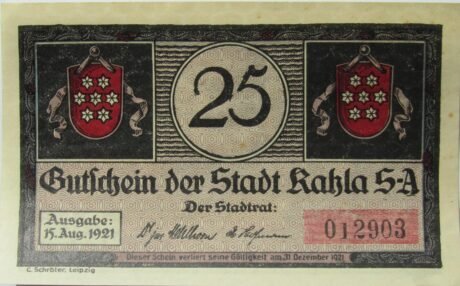 25
Gutschein der Stadt Kahla S-A
Der Stadtrat:
Ausgabe:
15. Aug. 1921
012903
Dieser Schein verliert seine Gültigkeit am 31 Dezember 1921
C. Schröter, Leipzig